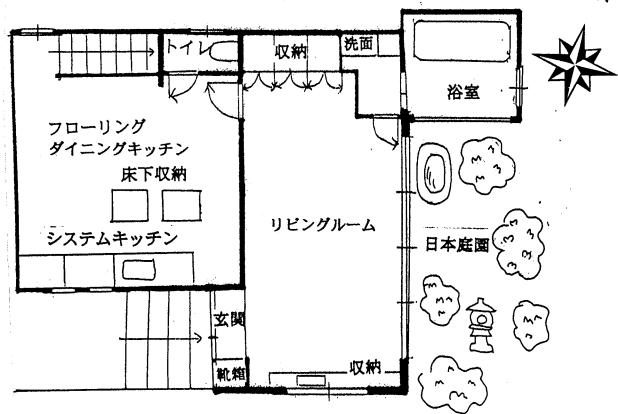 トイレ
収納
洗面
浴室
フローリング
ダイニングキッチン
床下収納
システムキッチン
リビングルーム
日本庭園
玄関
靴箱
収納